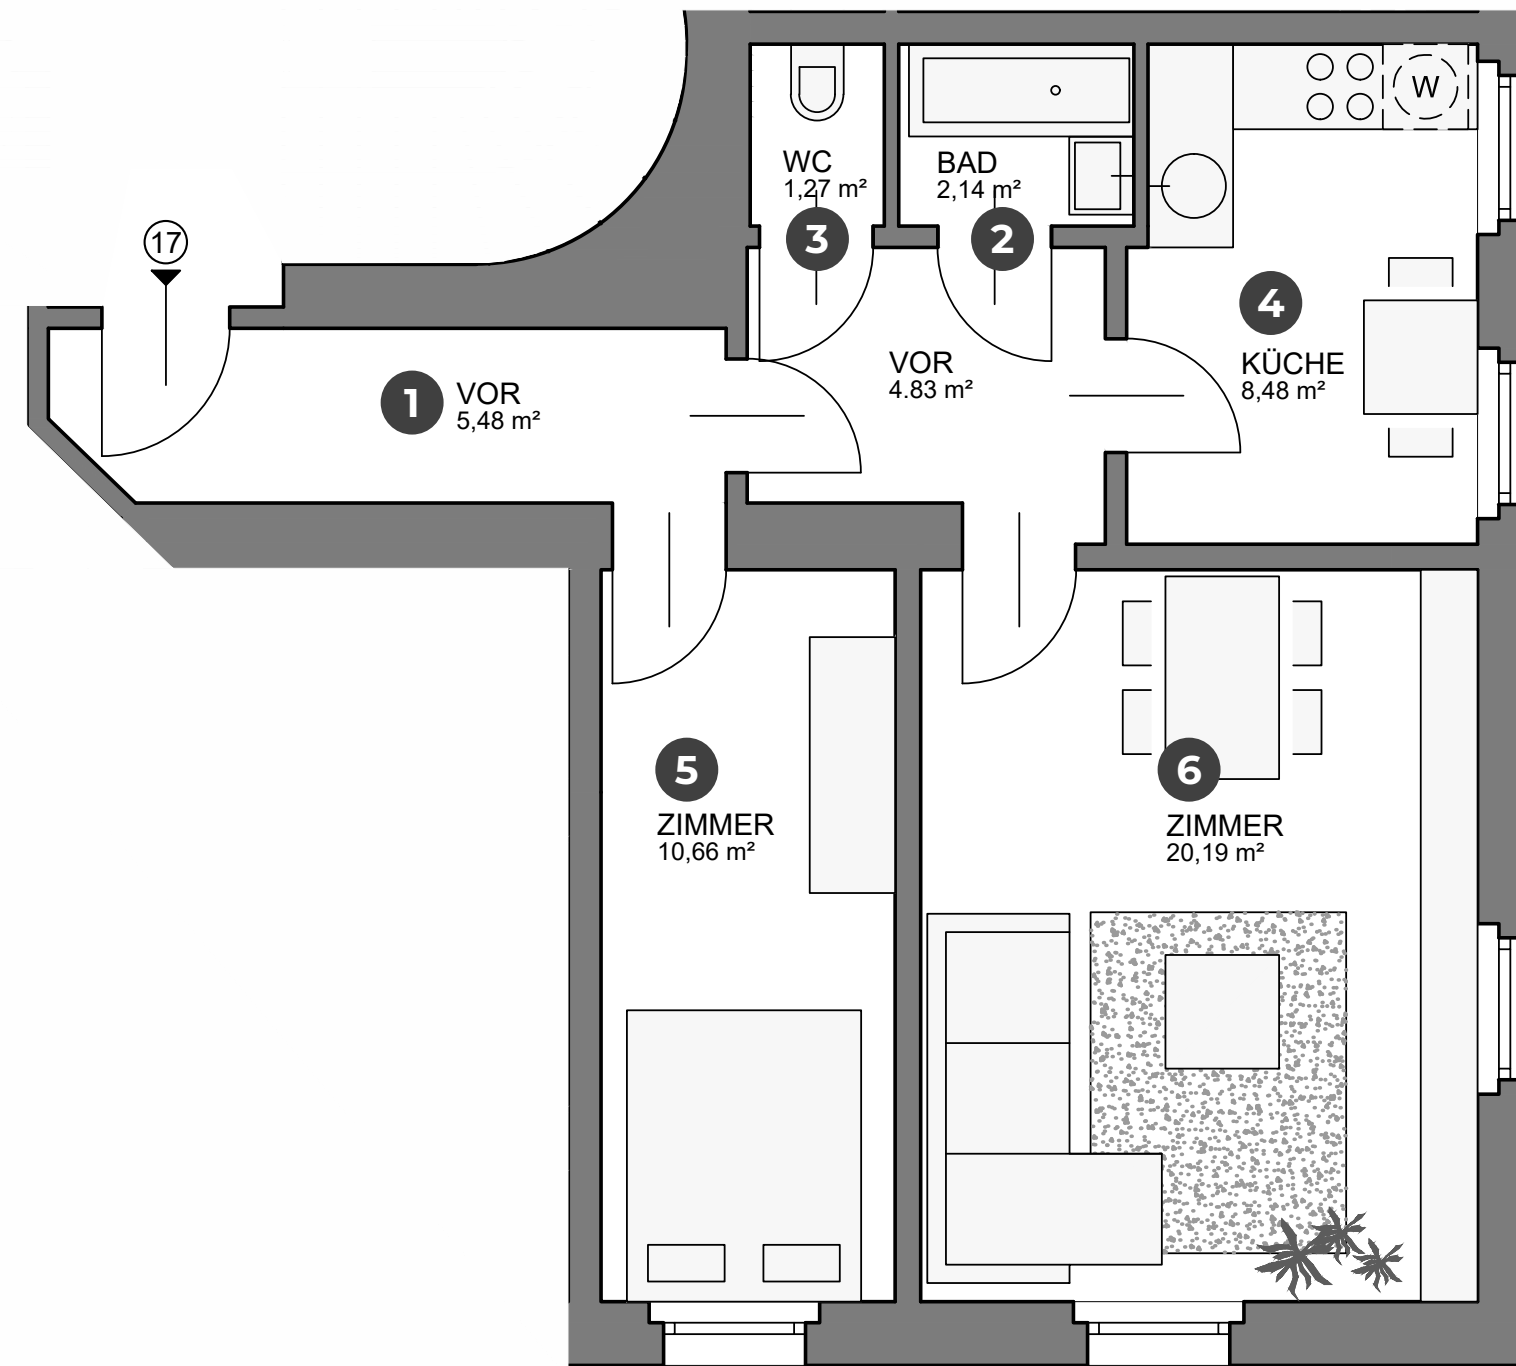 W
WC
1,27 m²
3
BAD
2,14 m²
2
17
4
KÜCHE
8,48 m²
1
VOR
5,48 m²
VOR
4.83 m²
5
ZIMMER
10,66 m²
6
ZIMMER
20,19 m²